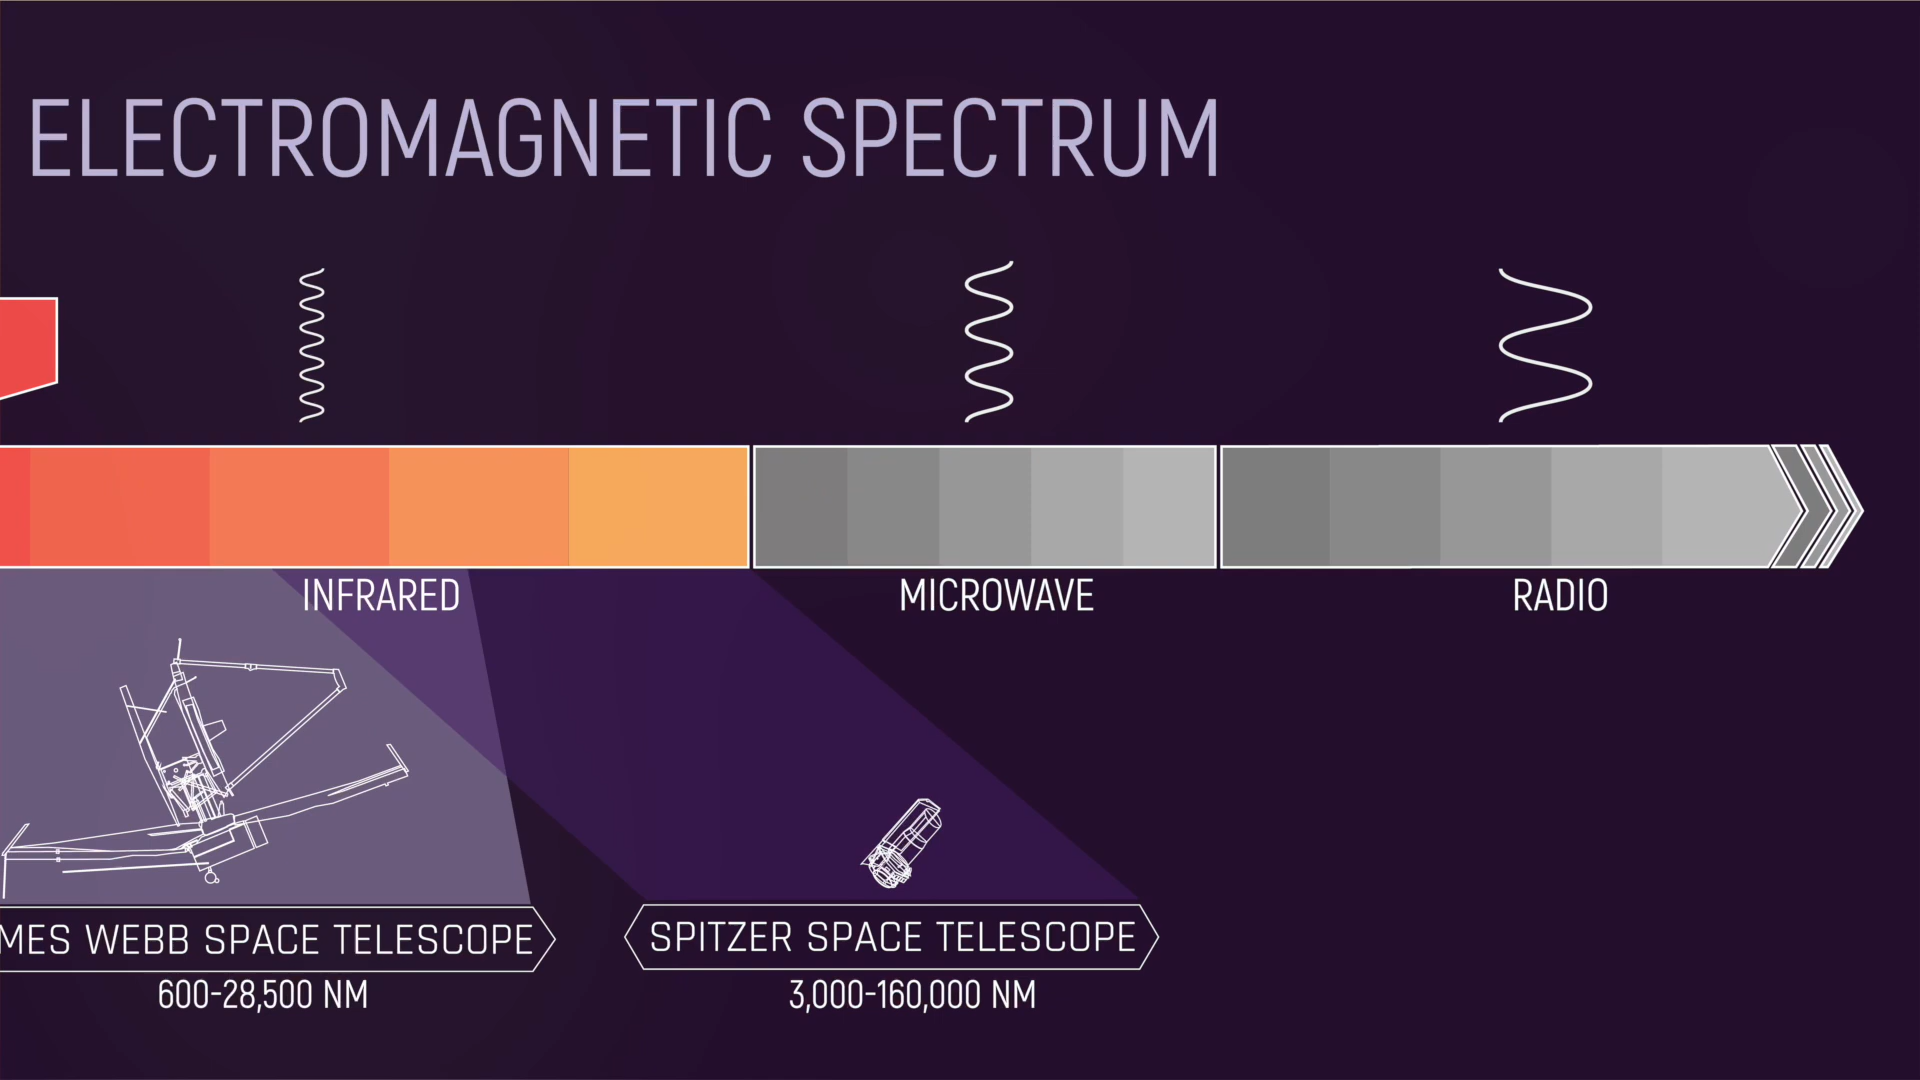 ELECTROMAGNETIC SPECTRUM
INFRARED
MICROWAVE
RADIO
MES WEBB SPACE TELESCOPE
600-28,500 NM
SPITZER SPACE TELESCOPE
3,000-160,000 NM